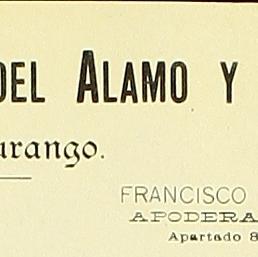 DEL ALAMO Y
urango.
FRANCISCO
APODERA
Apartado 8